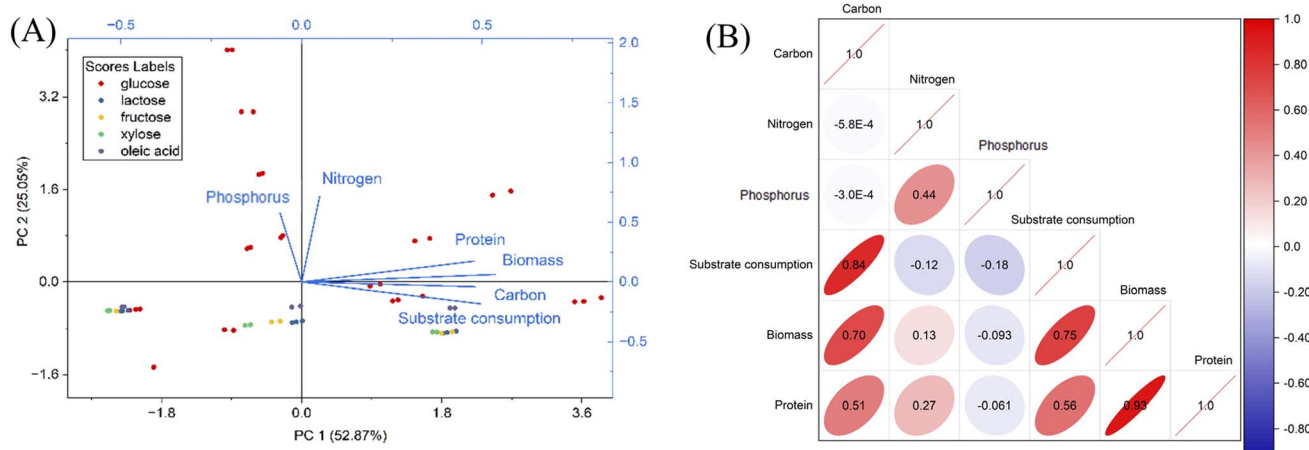 (A)
−0.5 0.0 0.5
2.0
1.5
1.0
0.5
0.0
−0.5
3.2
1.6
0.0
−1.6
PC 2 (25.05%)
Scores Labels
glucose
lactose
fructose
xylose
oleic acid
Nitrogen
Phosphorus
Protein
Biomass
Carbon
Substrate consumption
−1.8 0.0 1.8 3.6
PC 1 (52.87%)
(B)
Carbon
Carbon 1.0
Nitrogen
Nitrogen -5.8E-4 1.0
Phosphorus
Phosphorus -3.0E-4 0.44 1.0
Substrate consumption
Substrate consumption 0.84 -0.12 -0.18 1.0
Biomass
Biomass 0.70 0.13 -0.093 0.75 1.0
Protein
Protein 0.51 0.27 -0.061 0.56 0.93 1.0
1.0
0.80
0.60
0.40
0.20
0.0
-0.20
-0.40
-0.60
-0.80